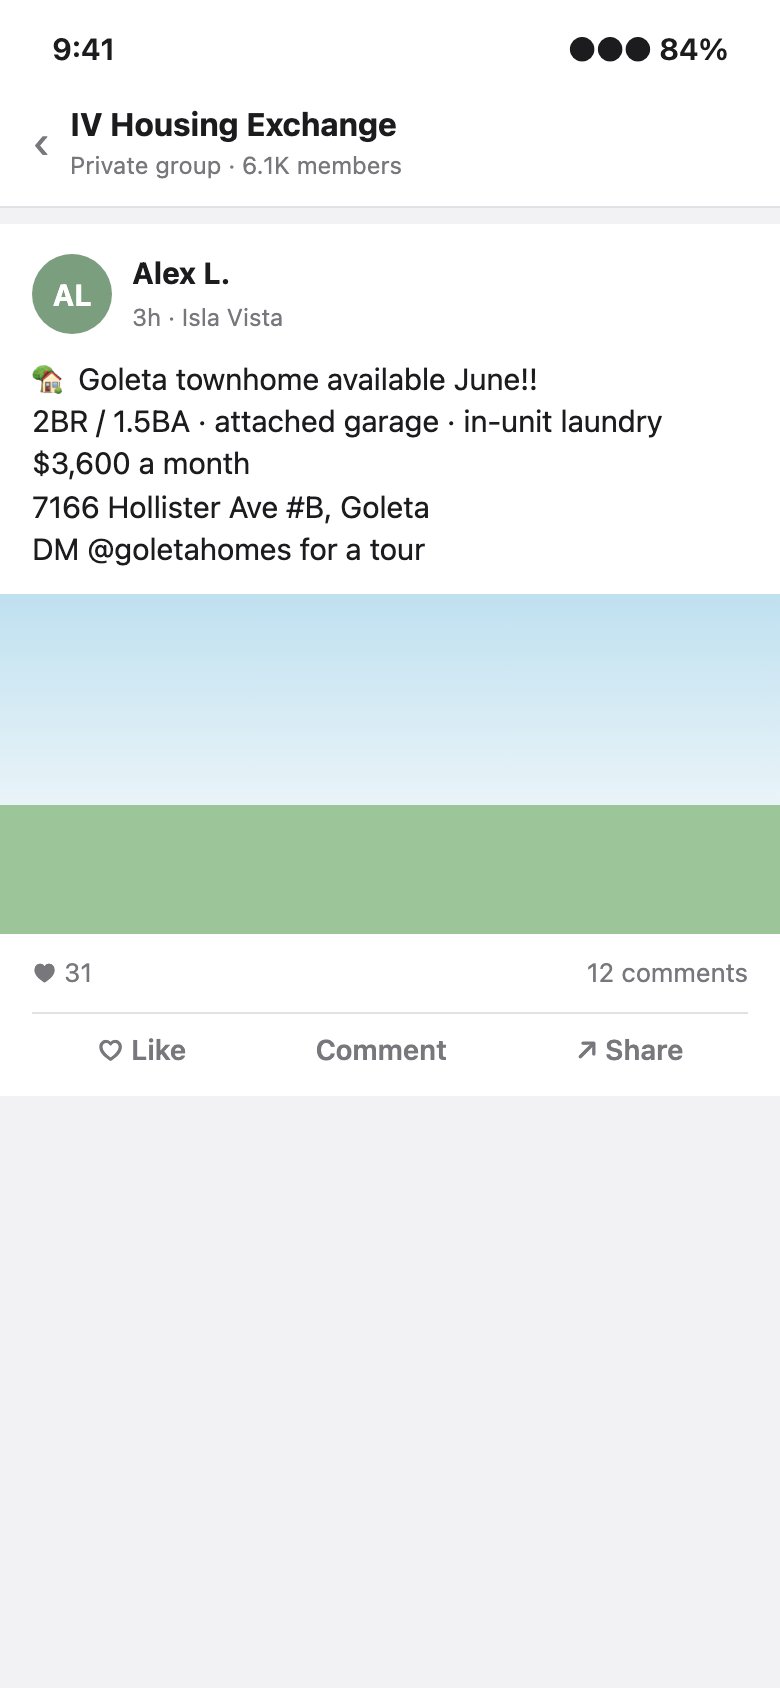 9:41
84%
IV Housing Exchange
Private group · 6.1K members
AL
Alex L.
3h · Isla Vista
🏡 Goleta townhome available June!!
2BR / 1.5BA · attached garage · in-unit laundry
$3,600 a month
7166 Hollister Ave #B, Goleta
DM @goletahomes for a tour
31
12 comments
Like
Comment
Share